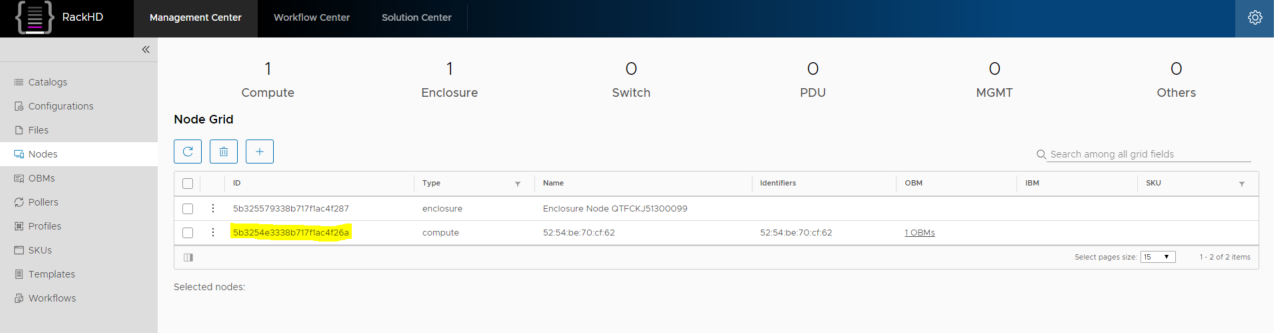 RackHD Management Center Workflow Center Solution Center
Catalogs
Configurations
Files
Nodes
OBMs
Pollers
Profiles
SKUs
Templates
Workflows
1 1 0 0 0 0
Compute Enclosure Switch PDU MGMT Others
Node Grid
Search among all grid fields
ID Type Name Identifiers OBM IBM SKU
5b325579338b717f1ac4f287 enclosure Enclosure Node QTFCKJ51300099
5b3254e3338b717f1ac4f26a compute 52:54:be:70:cf:62 52:54:be:70:cf:62 1 OBMs
Select pages size: 15 1 - 2 of 2 items
Selected nodes: